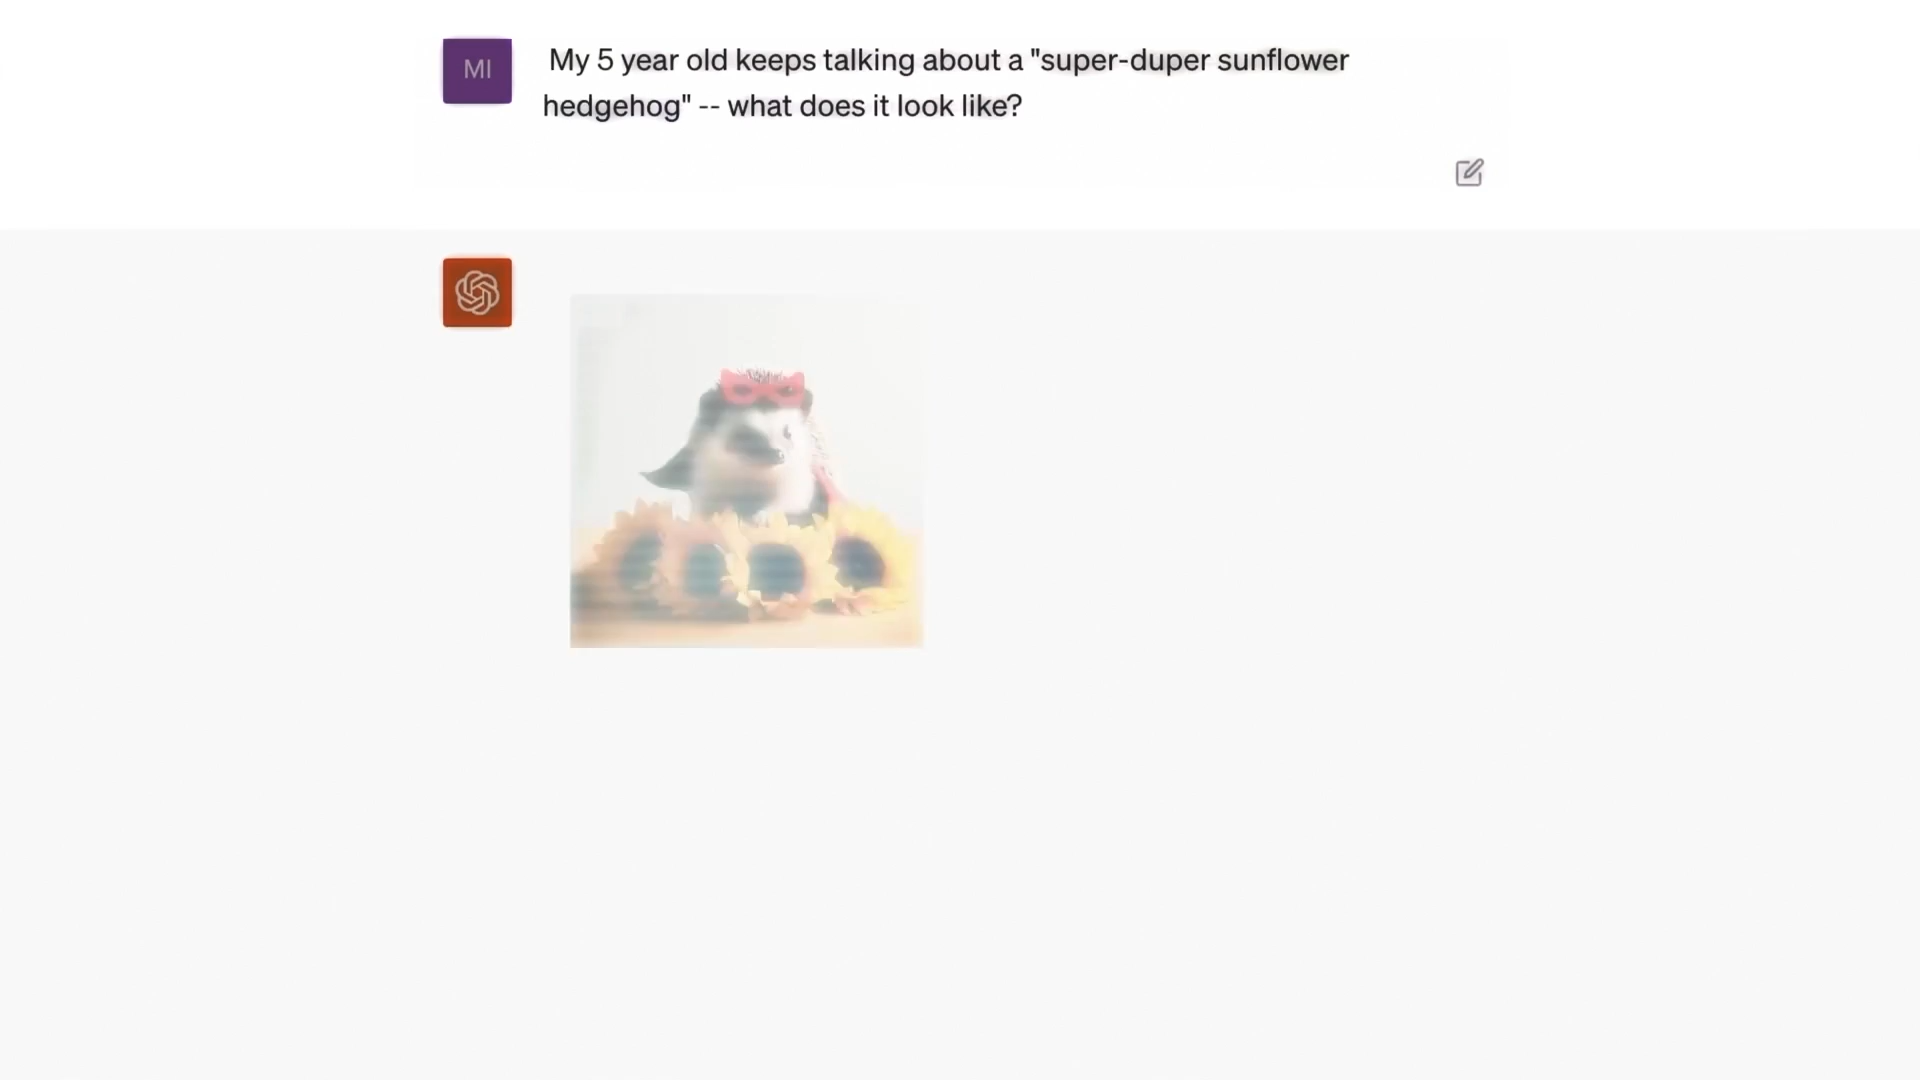 MI
My 5 year old keeps talking about a "super-duper sunflower
hedgehog" -- what does it look like?